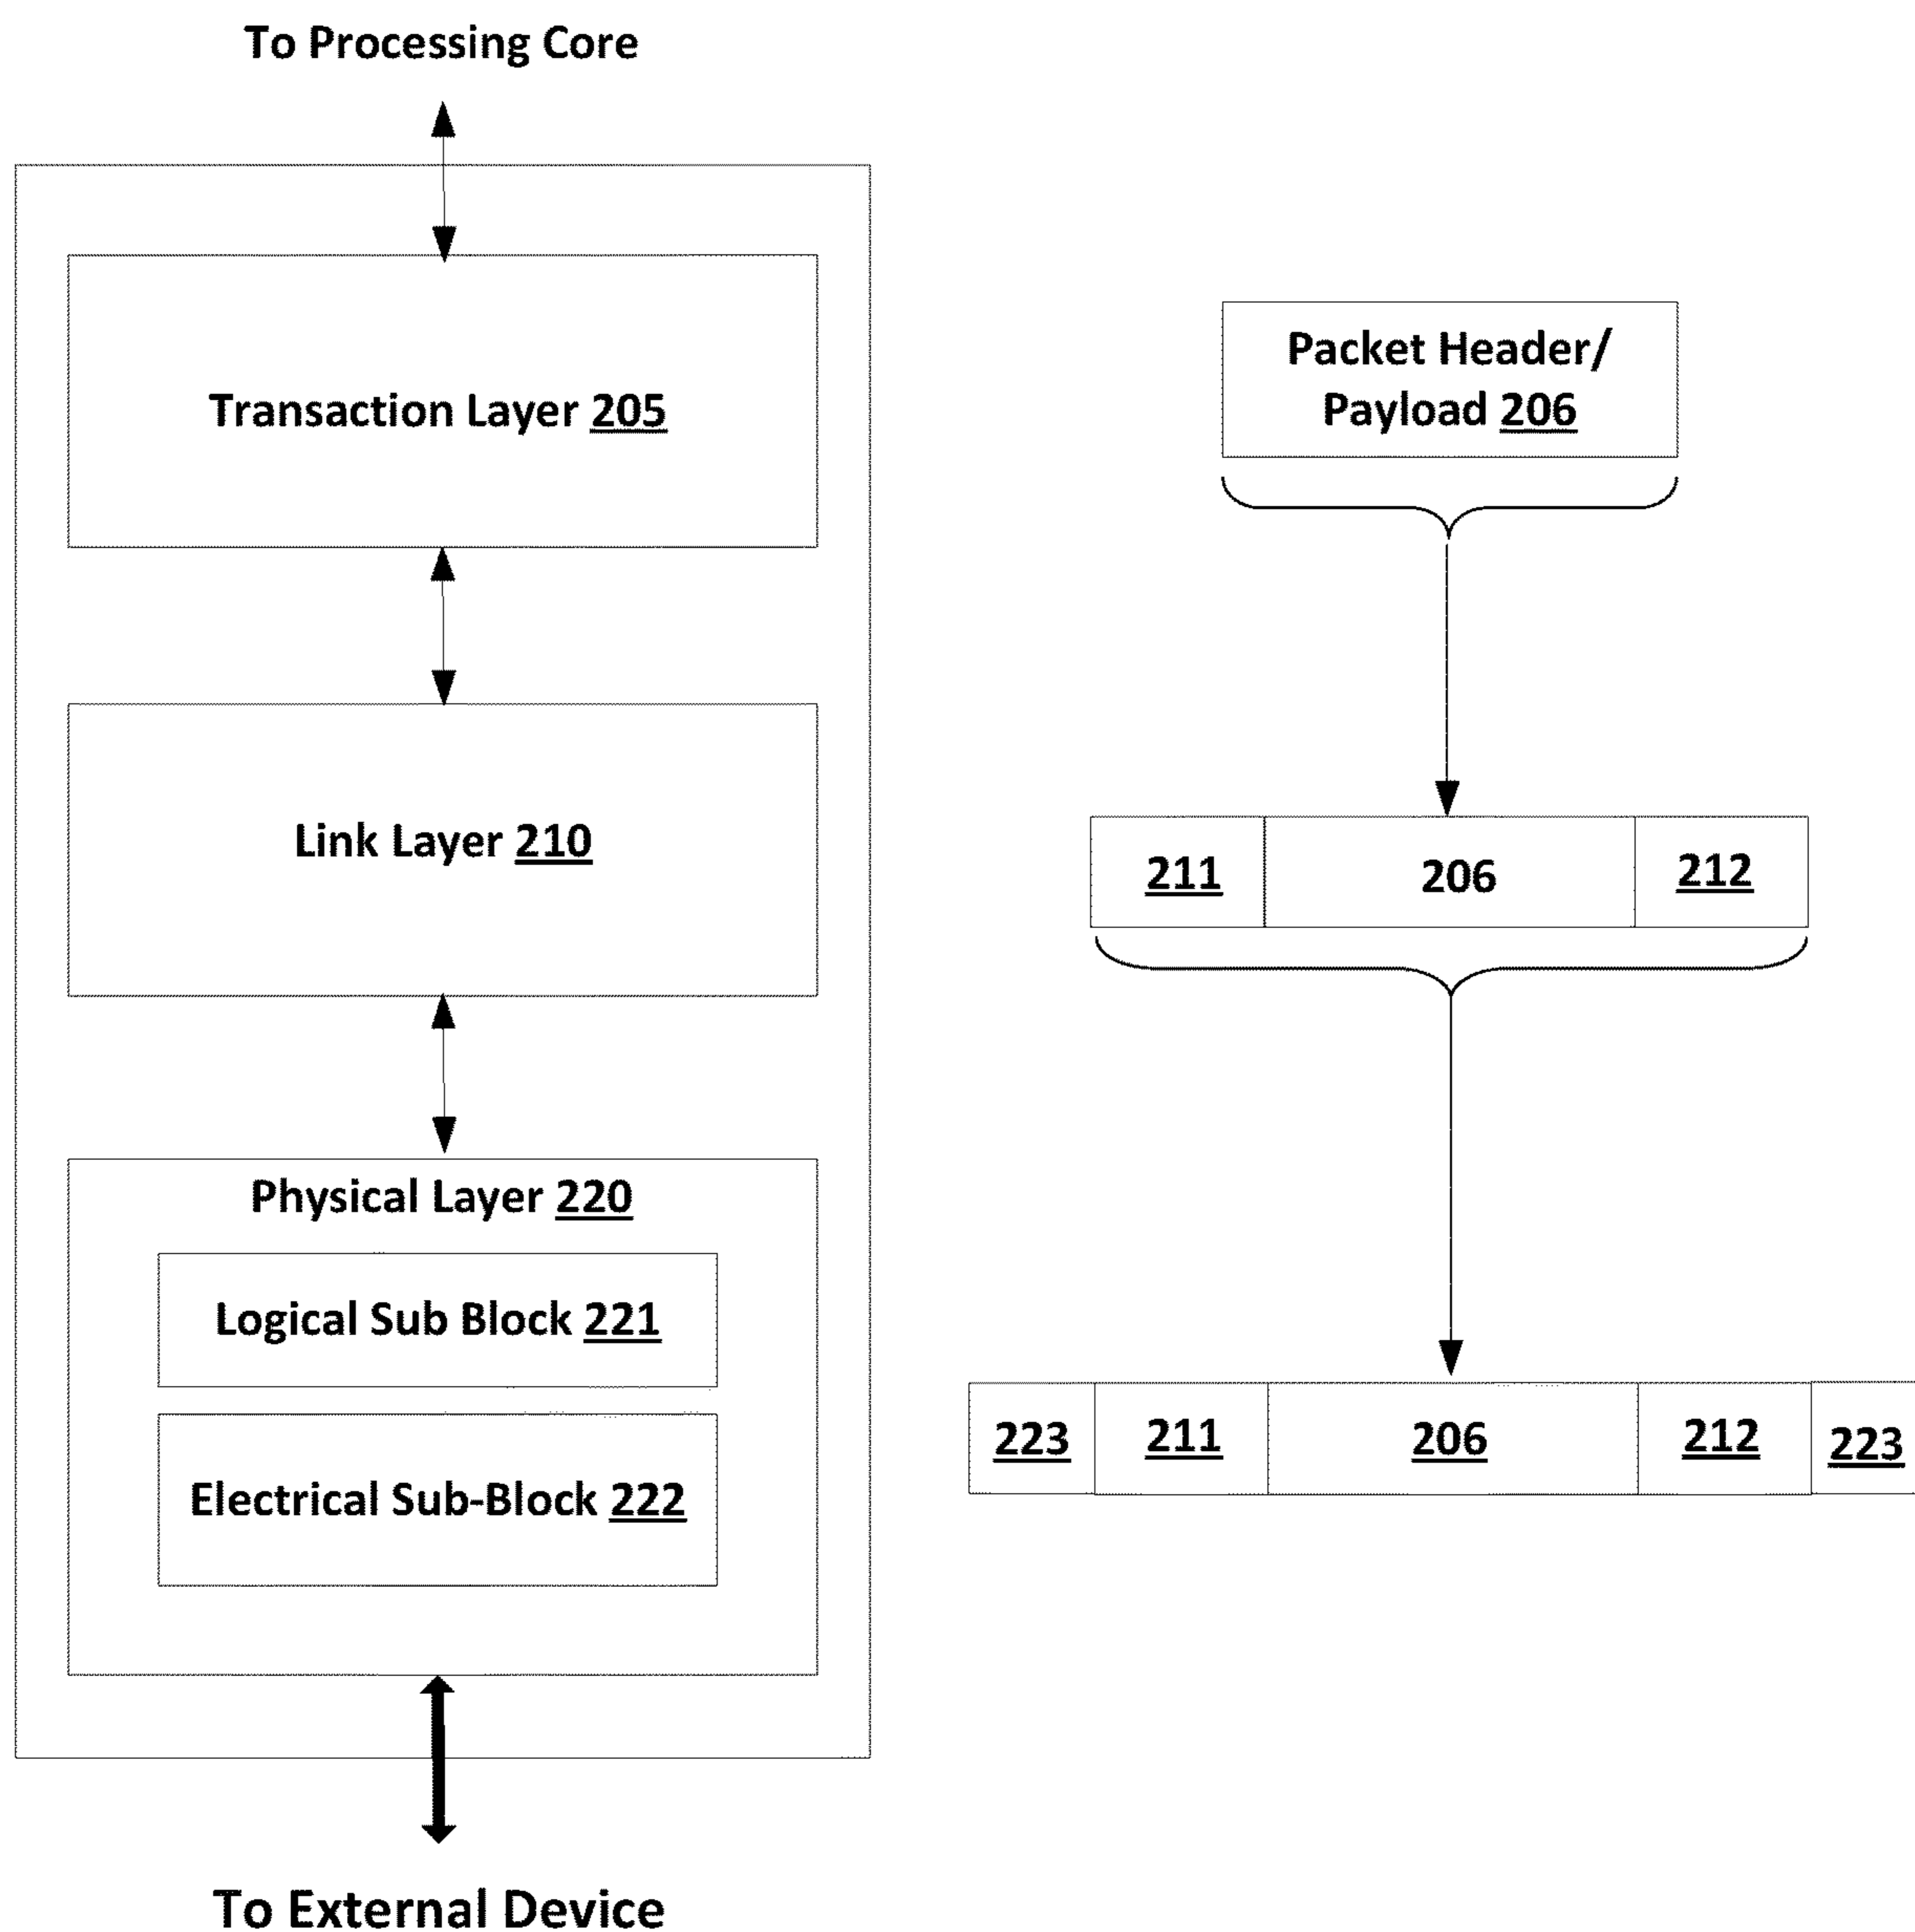 To Processing Core
Transaction Layer 205
Packet Header/
Payload 206
Link Layer 210
211 206 212
Physical Layer 220
Logical Sub Block 221
Electrical Sub-Block 222
223 211 206 212 223
To External Device